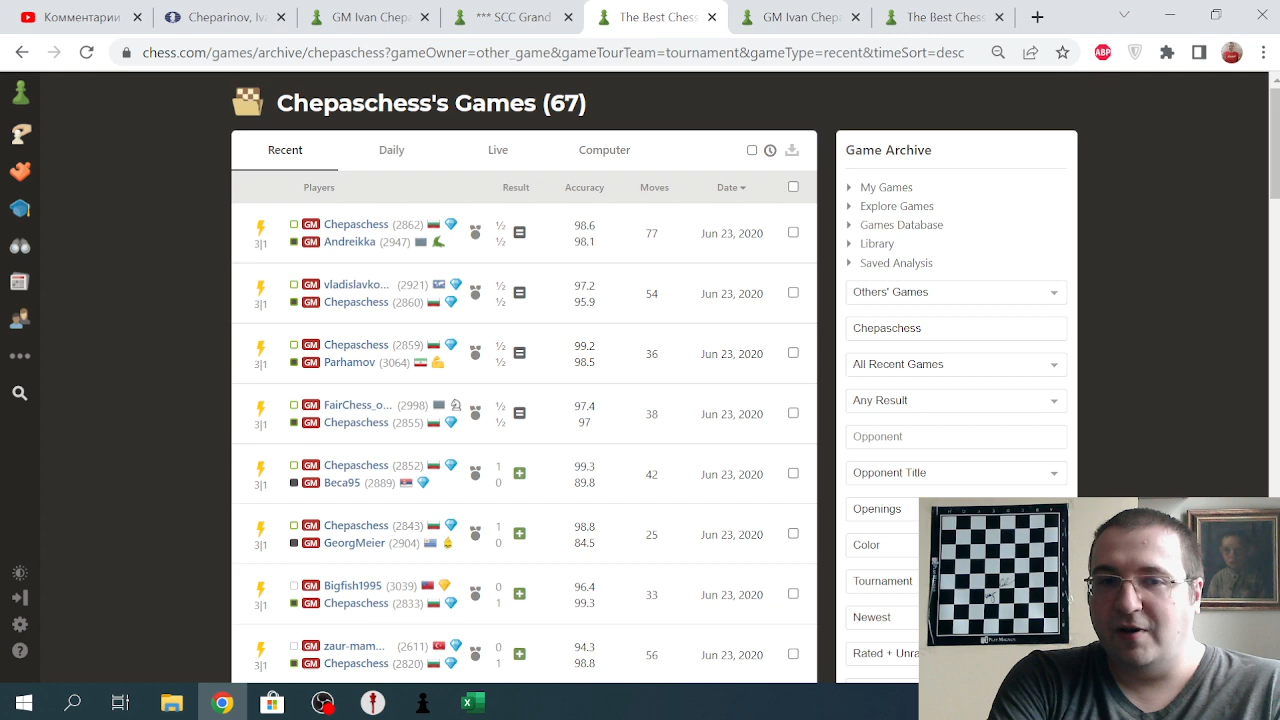 Комментарии
Cheparinov, Iv
GM Ivan Chepa
*** SCC Grand
The Best Chess
GM Ivan Chepa
The Best Chess
chess.com/games/archive/chepaschess?gameOwner=other_game&gameTourTeam=tournament&gameType=recent&timeSort=desc
ABP
Chepaschess's Games (67)
Recent Daily Live Computer
Players Result Accuracy Moves Date
GM Chepaschess (2862) ½ 98.6
GM Andreikka (2947) ½ 98.1
3|1 77 Jun 23, 2020
GM vladislavko... (2921) ½ 97.2
GM Chepaschess (2860) ½ 95.9
3|1 54 Jun 23, 2020
GM Chepaschess (2859) ½ 99.2
GM Parhamov (3064) ½ 98.5
3|1 36 Jun 23, 2020
GM FairChess_o... (2998) ½ 97.4
GM Chepaschess (2855) ½ 97
3|1 38 Jun 23, 2020
GM Chepaschess (2852) 1 99.3
GM Beca95 (2889) 0 89.8
3|1 42 Jun 23, 2020
GM Chepaschess (2843) 1 98.8
GM GeorgMeier (2904) 0 84.5
3|1 25 Jun 23, 2020
GM Bigfish1995 (3039) 0 96.4
GM Chepaschess (2833) 1 99.3
3|1 33 Jun 23, 2020
GM zaur-mam... (2611) 0 94.3
GM Chepaschess (2820) 1 98.8
3|1 56 Jun 23, 2020
Game Archive
My Games
Explore Games
Games Database
Library
Saved Analysis
Others' Games
Chepaschess
All Recent Games
Any Result
Opponent
Opponent Title
Openings
Color
Tournament
Newest
Rated + Unra
PLAY MAGNUS